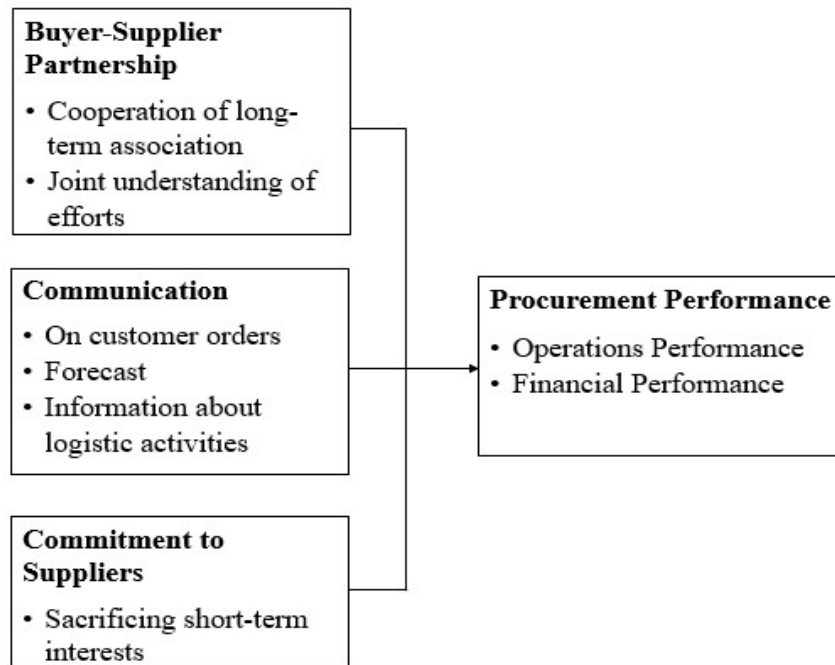 Buyer-Supplier
Partnership
• Cooperation of long-
term association
• Joint understanding of
efforts
Communication
• On customer orders
• Forecast
• Information about
logistic activities
Commitment to
Suppliers
• Sacrificing short-term
interests
Procurement Performance
• Operations Performance
• Financial Performance